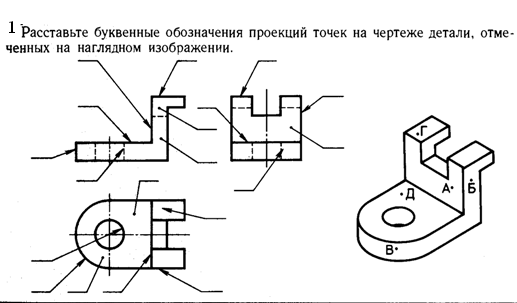 1 Расставьте буквенные обозначения проекций точек на чертеже детали, отме-
ченных на наглядном изображении.
Г
Д А Б
В